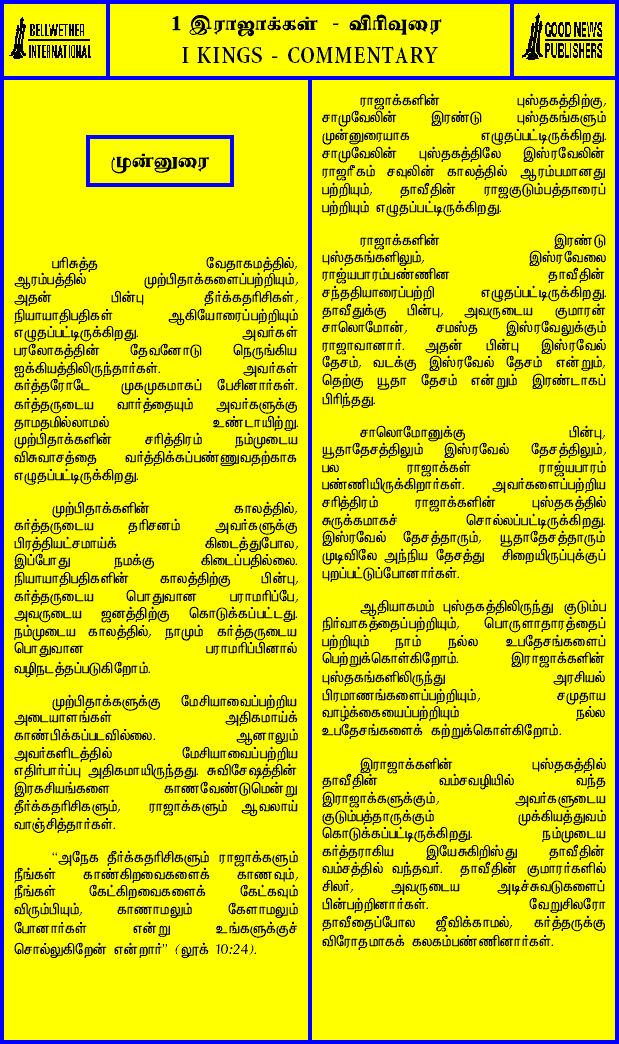 BELLWETHER
INTERNATIONAL
1 இராஜாக்கள் - விரிவுரை
I KINGS - COMMENTARY
GOOD NEWS
PUBLISHERS
முன்னுரை
பரிசுத்த வேதாகமத்தில்,
ஆரம்பத்தில் முற்பிதாக்களைப்பற்றியும்,
அதன் பின்பு தீர்க்கதரிசிகள்,
நியாயாதிபதிகள் ஆகியோரைப்பற்றியும்
எழுதப்பட்டிருக்கிறது. அவர்கள்
பரலோகத்தின் தேவனோடு நெருங்கிய
ஐக்கியத்திலிருந்தார்கள். அவர்கள்
கர்த்தரோடே முகமுகமாகப் பேசினார்கள்.
கர்த்தருடைய வார்த்தையும் அவர்களுக்கு
தாமதமில்லாமல் உண்டாயிற்று.
முற்பிதாக்களின் சரித்திரம் நம்முடைய
விசுவாசத்தை வர்த்திக்கப்பண்ணுவதற்காக
எழுதப்பட்டிருக்கிறது.
முற்பிதாக்களின் காலத்தில்,
கர்த்தருடைய தரிசனம் அவர்களுக்கு
பிரத்தியட்சமாய்க் கிடைத்துபோல,
இப்போது நமக்கு கிடைப்பதில்லை.
நியாயாதிபதிகளின் காலத்திற்கு பின்பு,
கர்த்தருடைய பொதுவான பராமரிப்பே,
அவருடைய ஜனத்திற்கு கொடுக்கப்பட்டது.
நம்முடைய காலத்தில், நாமும் கர்த்தருடைய
பொதுவான பராமரிப்பினால்
வழிநடத்தப்படுகிறோம்.
முற்பிதாக்களுக்கு மேசியாவைப்பற்றிய
அடையாளங்கள் அதிகமாய்க்
காண்பிக்கப்படவில்லை. ஆனாலும்
அவர்களிடத்தில் மேசியாவைப்பற்றிய
எதிர்பார்ப்பு அதிகமாயிருந்தது. சுவிசேஷத்தின்
இரகசியங்களை காணவேண்டுமென்று
தீர்க்கதரிசிகளும், ராஜாக்களும் ஆவலாய்
வாஞ்சித்தார்கள்.
“அநேக தீர்க்கதரிசிகளும் ராஜாக்களும்
நீங்கள் காண்கிறவைகளைக் காணவும்,
நீங்கள் கேட்கிறவைகளைக் கேட்கவும்
விரும்பியும், காணாமலும் கேளாமலும்
போனார்கள் என்று உங்களுக்குச்
சொல்லுகிறேன் என்றார்” (லூக் 10:24).
ராஜாக்களின் புஸ்தகத்திற்கு,
சாமுவேலின் இரண்டு புஸ்தகங்களும்
முன்னுரையாக எழுதப்பட்டிருக்கிறது.
சாமுவேலின் புஸ்தகத்திலே இஸ்ரவேலின்
ராஜரீகம் சவுலின் காலத்தில் ஆரம்பமானது
பற்றியும், தாவீதின் ராஜகுடும்பத்தாரைப்
பற்றியும் எழுதப்பட்டிருக்கிறது.
ராஜாக்களின் இரண்டு
புஸ்தகங்களிலும், இஸ்ரவேலை
ராஜ்யபாரம்பண்ணின தாவீதின்
சந்ததியாரைப்பற்றி எழுதப்பட்டிருக்கிறது.
தாவீதுக்கு பின்பு, அவருடைய குமாரன்
சாலொமோன், சமஸ்த இஸ்ரவேலுக்கும்
ராஜாவானார். அதன் பின்பு இஸ்ரவேல்
தேசம், வடக்கு இஸ்ரவேல் தேசம் என்றும்,
தெற்கு யூதா தேசம் என்றும் இரண்டாகப்
பிரிந்தது.
சாலொமோனுக்கு பின்பு,
யூதாதேசத்திலும் இஸ்ரவேல் தேசத்திலும்,
பல ராஜாக்கள் ராஜ்யபாரம்
பண்ணியிருக்கிறார்கள். அவர்களைப்பற்றிய
சரித்திரம் ராஜாக்களின் புஸ்தகத்தில்
சுருக்கமாகச் சொல்லப்பட்டிருக்கிறது.
இஸ்ரவேல் தேசத்தாரும், யூதாதேசத்தாரும்
முடிவிலே அந்நிய தேசத்து சிறையிருப்புக்குப்
புறப்பட்டுப்போனார்கள்.
ஆதியாகமம் புஸ்தகத்திலிருந்து குடும்ப
நிர்வாகத்தைப்பற்றியும், பொருளாதாரத்தைப்
பற்றியும் நாம் நல்ல உபதேசங்களைப்
பெற்றுக்கொள்கிறோம். இராஜாக்களின்
புஸ்தகங்களிலிருந்து அரசியல்
பிரமாணங்களைப்பற்றியும், சமுதாய
வாழ்க்கையைப்பற்றியும் நல்ல
உபதேசங்களைக் கற்றுக்கொள்கிறோம்.
இராஜாக்களின் புஸ்தகத்தில்
தாவீதின் வம்சவழியில் வந்த
இராஜாக்களுக்கும், அவர்களுடைய
குடும்பத்தாருக்கும் முக்கியத்துவம்
கொடுக்கப்பட்டிருக்கிறது. நம்முடைய
கர்த்தராகிய இயேசுகிறிஸ்து தாவீதின்
வம்சத்தில் வந்தவர். தாவீதின் குமாரர்களில்
சிலர், அவருடைய அடிச்சுவடுகளைப்
பின்பற்றினார்கள். வேறுசிலரோ
தாவீதைப்போல ஜீவிக்காமல், கர்த்தருக்கு
விரோதமாகக் கலகம்பண்ணினார்கள்.